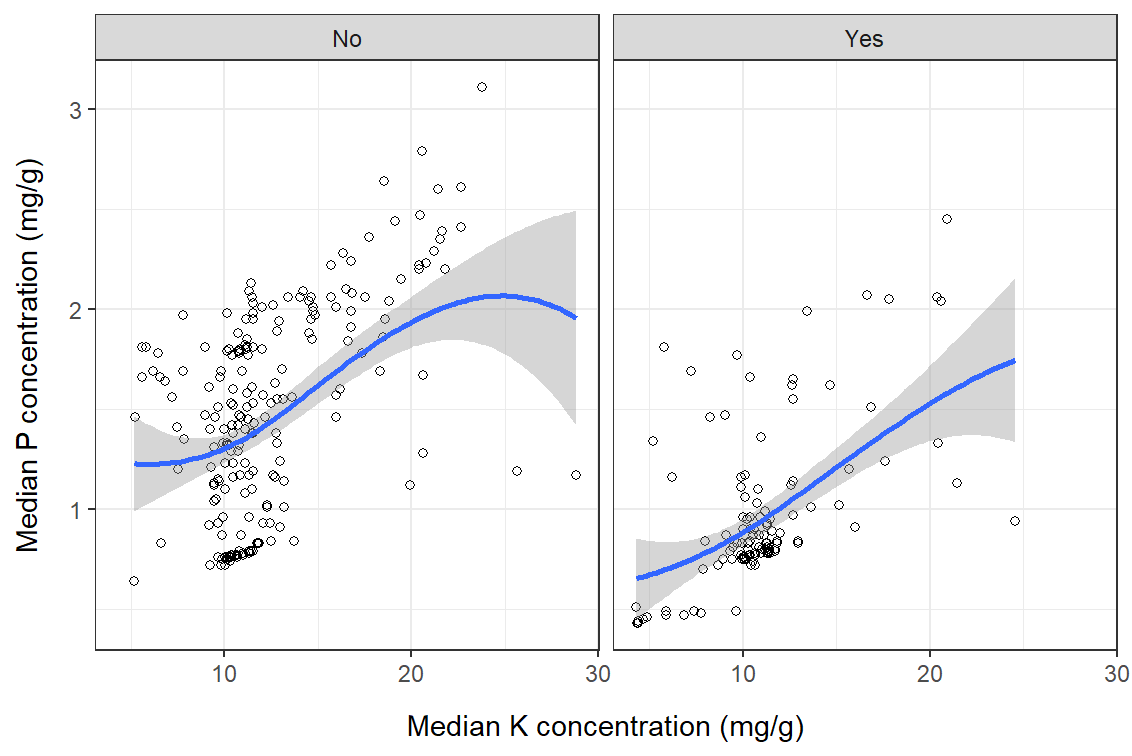 No
Yes
3
2
1
Median P concentration (mg/g)
10
20
30
10
20
30
Median K concentration (mg/g)